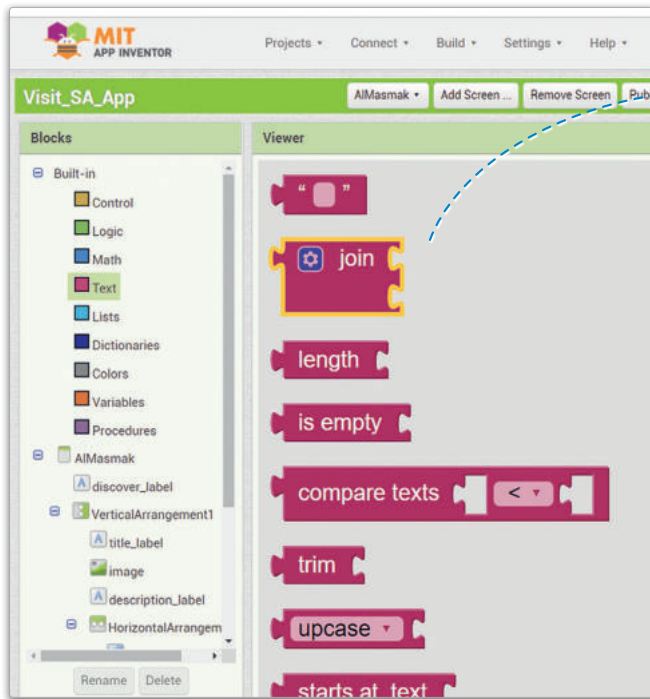 MIT
APP INVENTOR
Projects Connect Build Settings Help
Visit_SA_App
AlMasmak Add Screen ... Remove Screen Pub
Blocks
Viewer
Built-in
Control
Logic
Math
Text
Lists
Dictionaries
Colors
Variables
Procedures
AlMasmak
discover_label
VerticalArrangement1
title_label
image
description_label
HorizontalArrangem
Rename Delete
“ ”
join
length
is empty
compare texts <
trim
upcase
starts at text